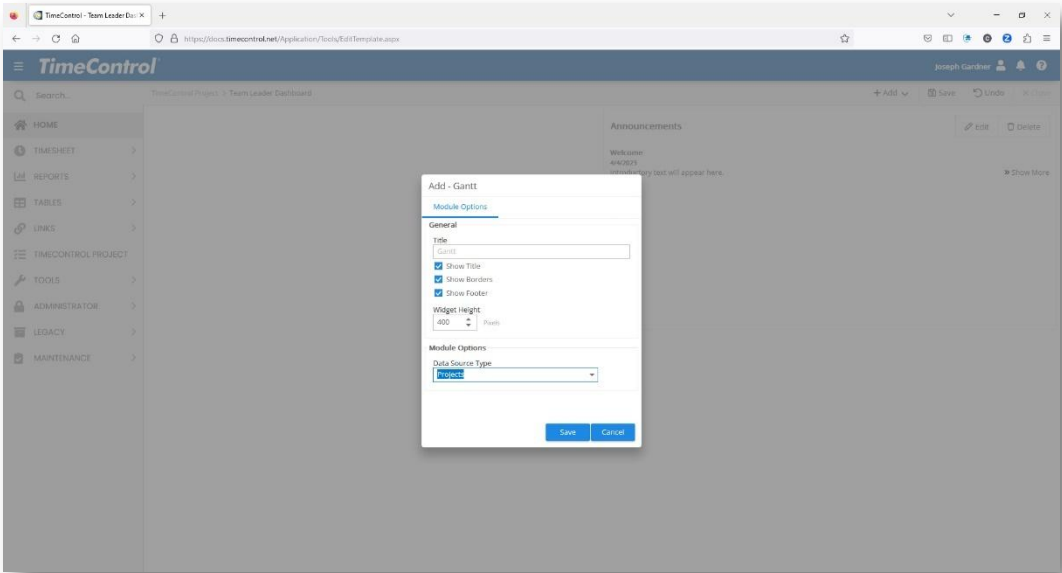 TimeControl - Team Leader Das
https://docs.timecontrol.net/Application/Tools/EditTemplate.aspx
TimeControl
Joseph Gardner
Search...
TimeControl Project > Team Leader Dashboard
+ Add
Save
Undo
Close
HOME
TIMESHEET
REPORTS
TABLES
LINKS
TIMECONTROL PROJECT
TOOLS
ADMINISTRATOR
LEGACY
MAINTENANCE
Announcements
Edit
Delete
Welcome:
Introductory text will appear here.
Show More
Add - Gantt
Module Options
General
Title
Gantt
Show Title
Show Borders
Show Footer
Widget Height
400
Pixels
Module Options
Data Source Type
Projects
Save
Cancel